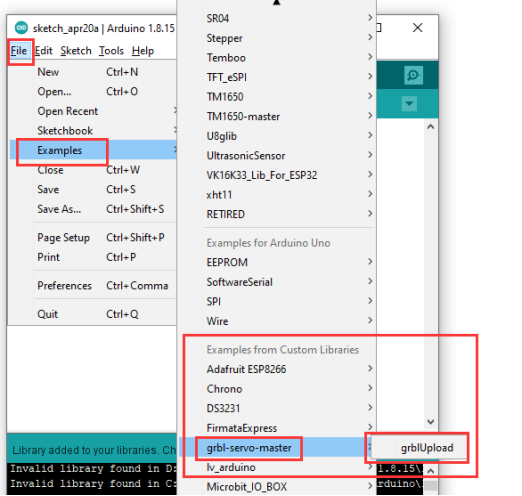 sketch_apr20a | Arduino 1.8.15
File Edit Sketch Tools Help
New Ctrl+N
Open... Ctrl+O
Open Recent
Sketchbook
Examples
Close Ctrl+W
Save Ctrl+S
Save As... Ctrl+Shift+S
Page Setup Ctrl+Shift+P
Print Ctrl+P
Preferences Ctrl+Comma
Quit Ctrl+Q
SR04
Stepper
Temboo
TFT_eSPI
TM1650
TM1650-master
U8glib
UltrasonicSensor
VK16K33_Lib_For_ESP32
xht11
RETIRED
Examples for Arduino Uno
EEPROM
SoftwareSerial
SPI
Wire
Examples from Custom Libraries
Adafruit ESP8266
Chrono
DS3231
FirmataExpress
grbl-servo-master
grblUpload
lv_arduino
Microbit_IO_BOX
Library added to your libraries. Ch
Invalid library found in D: 1.8.15\
Invalid library found in C: rduino\